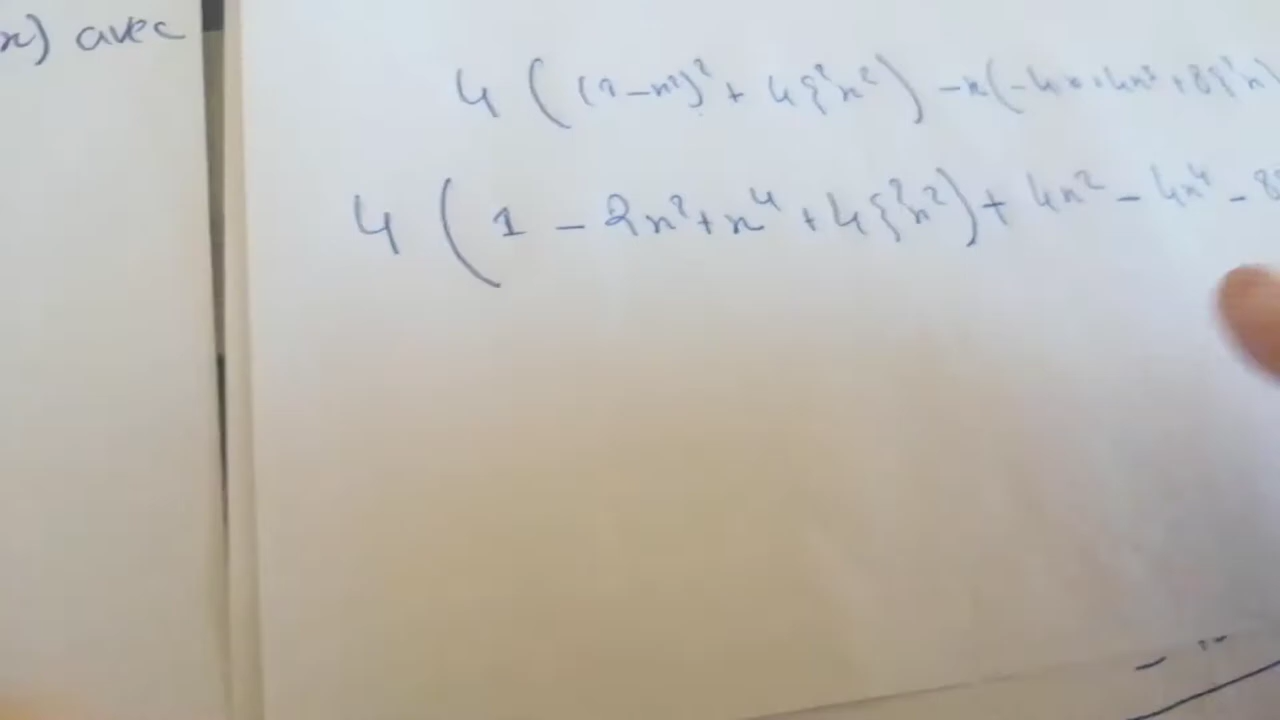 x) avec
4 ( (1-x²)² + 4ξ²x² ) - x(-4x+4x³+8ξ²x)
4 ( 1 - 2x² + x⁴ + 4ξ²x² ) + 4x² - 4x⁴ - 8